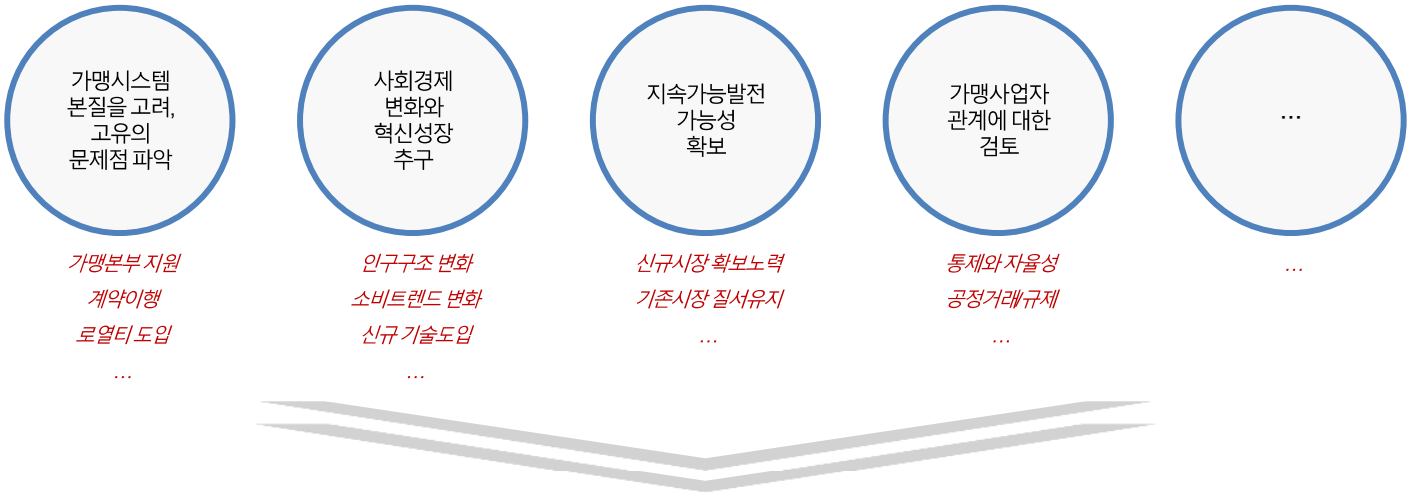 가맹시스템
본질을 고려,
고유의
문제점 파악
사회경제
변화와
혁신성장
추구
지속가능발전
가능성
확보
가맹사업자
관계에 대한
검토
…
가맹본부 지원
계약이행
로열티 도입
…
인구구조 변화
소비트렌드 변화
신규 기술도입
…
신규시장 확보노력
기존시장 질서유지
…
통제와 자율성
공정거래/규제
…
…